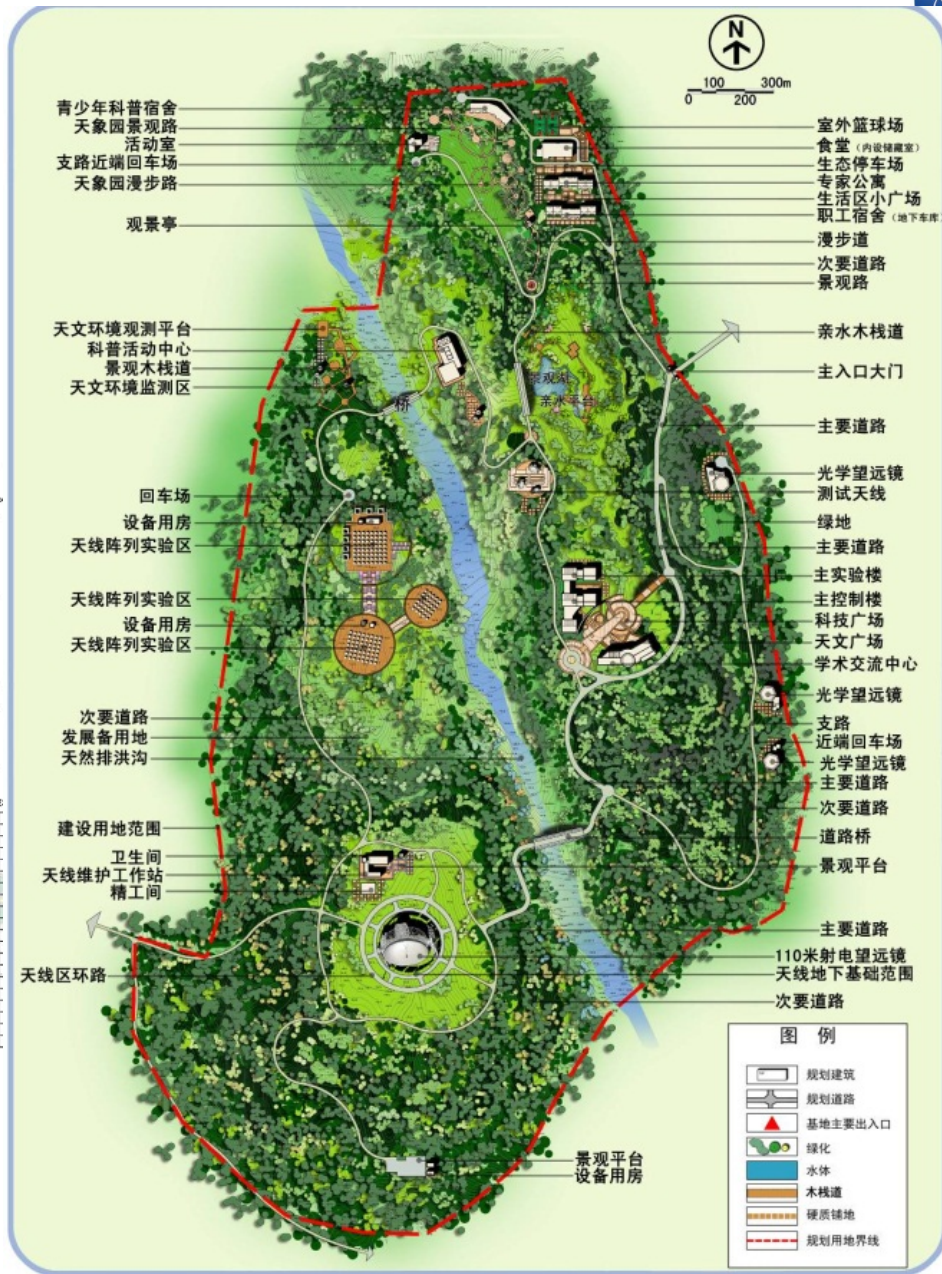 N
100 300m
0 200
青少年科普宿舍
天象园景观路
活动室
支路近端回车场
天象园漫步路
观景亭
天文环境观测平台
科普活动中心
景观木栈道
天文环境监测区
回车场
设备用房
天线阵列实验区
天线阵列实验区
设备用房
天线阵列实验区
次要道路
发展备用地
天然排洪沟
建设用地范围
卫生间
天线维护工作站
精工间
天线区环路
桥
景观湖
亲水平台
室外篮球场
食堂（内设储藏室）
生态停车场
专家公寓
生活区小广场
职工宿舍（地下车库）
漫步道
次要道路
景观路
亲水木栈道
主入口大门
主要道路
光学望远镜
测试天线
绿地
主要道路
主实验楼
主控制楼
科技广场
天文广场
学术交流中心
光学望远镜
支路
近端回车场
光学望远镜
主要道路
次要道路
道路桥
景观平台
主要道路
110米射电望远镜
天线地下基础范围
次要道路
景观平台
设备用房
图 例
规划建筑
规划道路
基地主要出入口
绿化
水体
木栈道
硬质铺地
规划用地界线